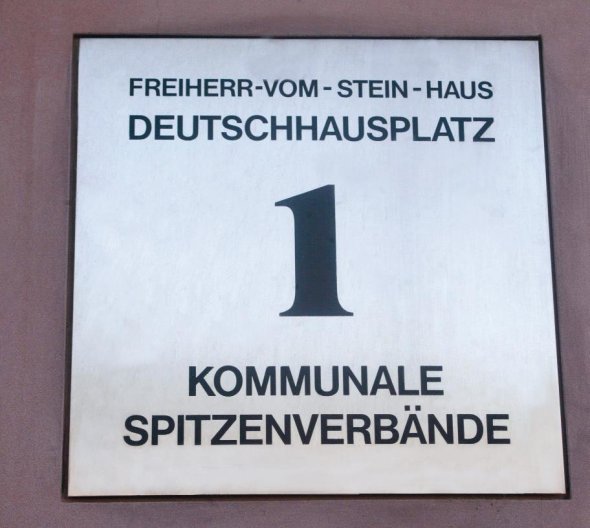 FREIHERR-VOM-STEIN-HAUS
DEUTSCHHAUSPLATZ
1
KOMMUNALE
SPITZENVERBÄNDE